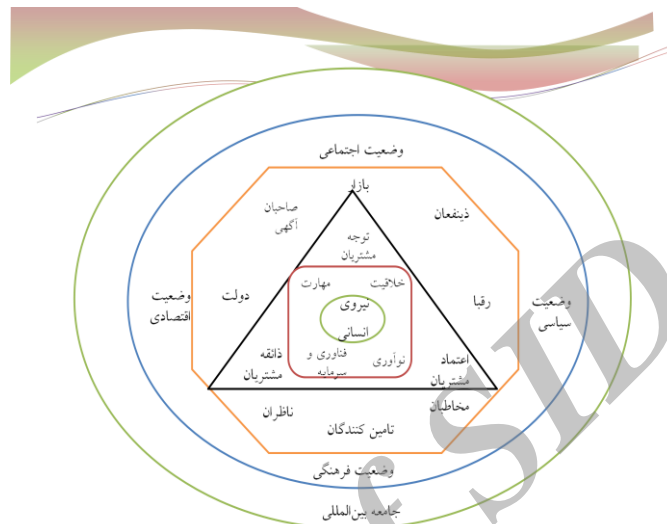 وضعیت اجتماعی
بازار
صاحبان
آگهی
ذینفعان
توجه
مشتریان
خلاقیت
مهارت
نیروی
انسانی
وضعیت
سیاسی
رقبا
دولت
وضعیت
اقتصادی
نوآوری
فناوری و
سرمایه
اعتماد
مشتریان
ذائقه
مشتریان
مخاطبان
ناظران
تامین کنندگان
وضعیت فرهنگی
جامعه بین‌المللی
of SID